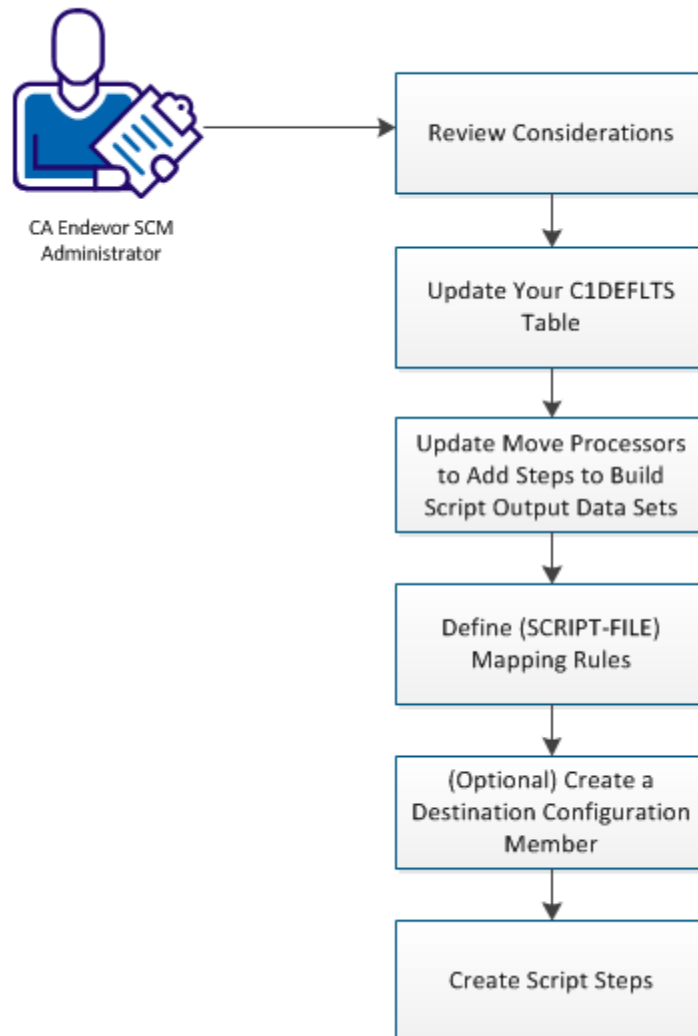 CA Endevor SCM
Administrator
Review Considerations
Update Your C1DEFLTS
Table
Update Move Processors
to Add Steps to Build
Script Output Data Sets
Define (SCRIPT-FILE)
Mapping Rules
(Optional) Create a
Destination Configuration
Member
Create Script Steps